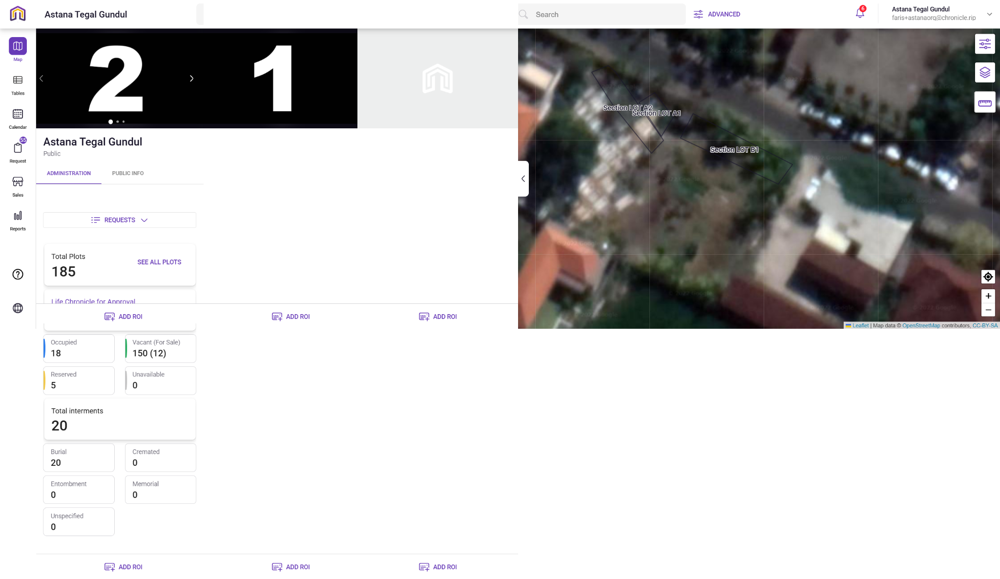 Astana Tegal Gundul
Search
ADVANCED
6
Astana Tegal Gundul
faris+astanaorg@chronicle.rip
Map
Tables
Calendar
55
Request
Sales
Reports
2
1
Astana Tegal Gundul
Public
ADMINISTRATION
PUBLIC INFO
REQUESTS
Total Plots
185
SEE ALL PLOTS
Life Chronicle for Approval
ADD ROI
ADD ROI
ADD ROI
Occupied
18
Vacant (For Sale)
150 (12)
Reserved
5
Unavailable
0
Total interments
20
Burial
20
Cremated
0
Entombment
0
Memorial
0
Unspecified
0
ADD ROI
ADD ROI
ADD ROI
Section LOT A2
Section LOT A1
Section LOT B1
+
−
Leaflet | Map data © OpenStreetMap contributors, CC-BY-SA